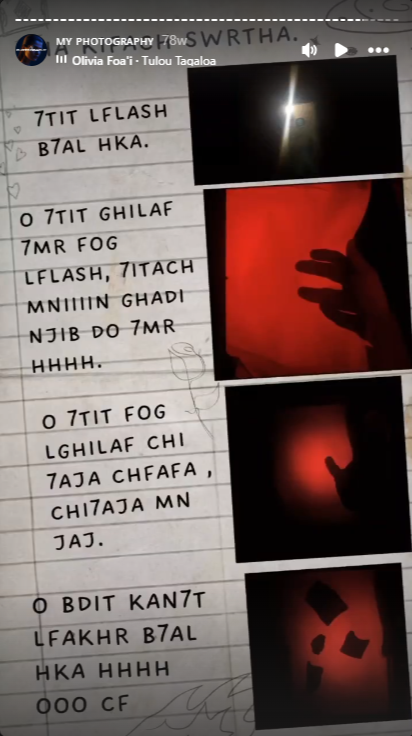 MY PHOTOGRAPHY 78w
SWRTHA.
Olivia Foa'i · Tulou Tagaloa
7TIT LFLASH
B7AL HKA.
O 7TIT GHILAF
7MR FOG
LFLASH, 7ITACH
MNIIIIN GHADI
NJIB DO 7MR
HHHH.
O 7TIT FOG
LGHILAF CHI
7AJA CHFAFA ,
CHI7AJA MN
JAJ.
O BDIT KAN7T
LFAKHR B7AL
HKA HHHH
OOO CF